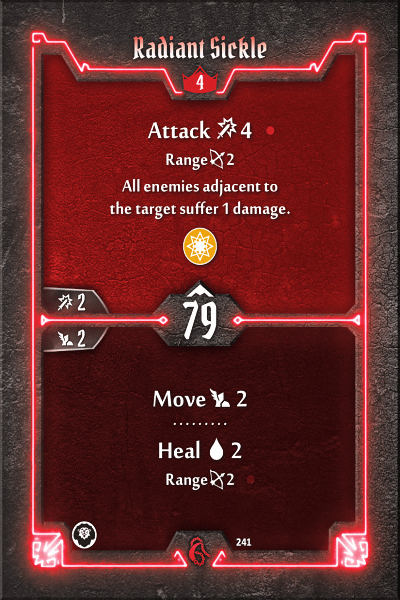 Radiant Sickle
4
Attack 4
Range 2
All enemies adjacent to
the target suffer 1 damage.
2
79
2
Move 2
Heal 2
Range 2
241